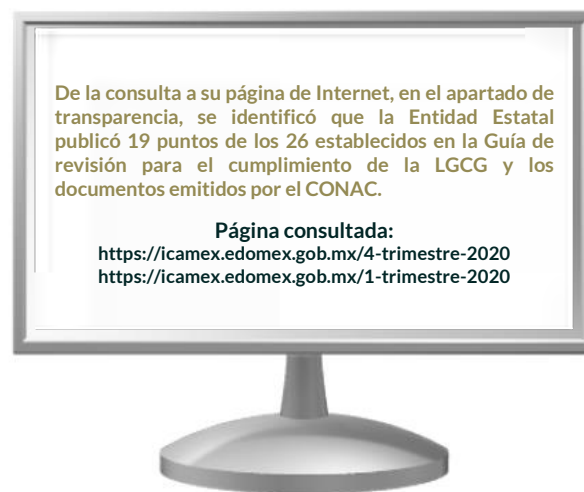 De la consulta a su página de Internet, en el apartado de
transparencia, se identificó que la Entidad Estatal
publicó 19 puntos de los 26 establecidos en la Guía de
revisión para el cumplimiento de la LGCG y los
documentos emitidos por el CONAC.
Página consultada:
https://icamex.edomex.gob.mx/4-trimestre-2020
https://icamex.edomex.gob.mx/1-trimestre-2020